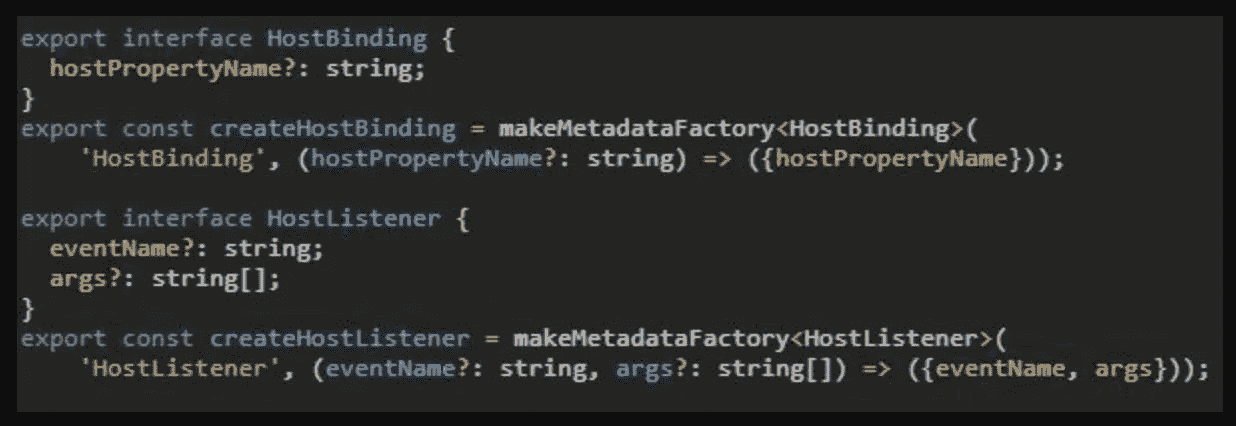 export interface HostBinding {
  hostPropertyName?: string;
}
export const createHostBinding = makeMetadataFactory<HostBinding>(
    'HostBinding', (hostPropertyName?: string) => ({hostPropertyName}));

export interface HostListener {
  eventName?: string;
  args?: string[];
}
export const createHostListener = makeMetadataFactory<HostListener>(
    'HostListener', (eventName?: string, args?: string[]) => ({eventName, args}));